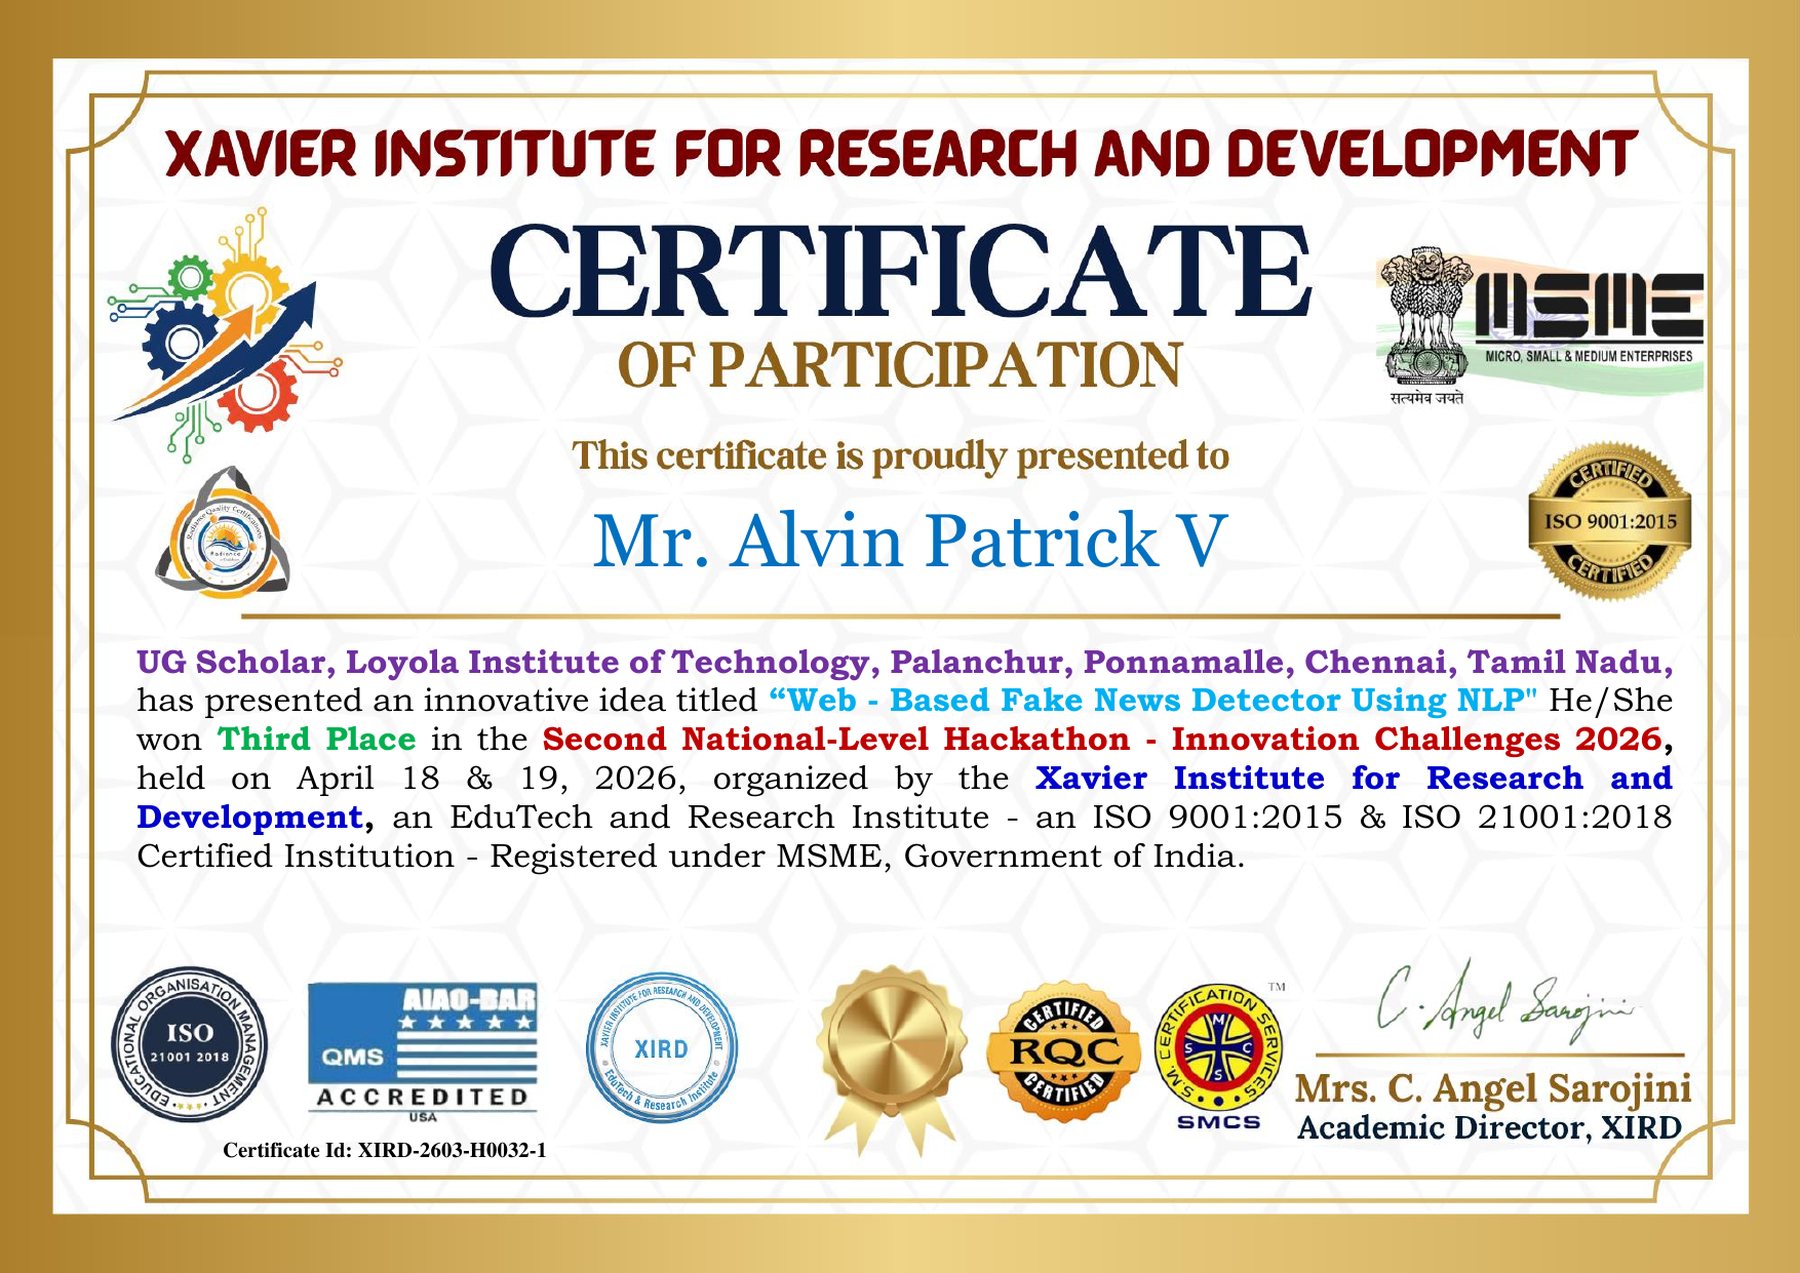 XAVIER INSTITUTE FOR RESEARCH AND DEVELOPMENT
CERTIFICATE
OF PARTICIPATION
MSME
MICRO, SMALL & MEDIUM ENTERPRISES
सत्यमेव जयते
This certificate is proudly presented to
Mr. Alvin Patrick V
Radiance Quality Certifications
Radiance
CERTIFIED
ISO 9001:2015
CERTIFIED
UG Scholar, Loyola Institute of Technology, Palanchur, Ponnamalle, Chennai, Tamil Nadu,
has presented an innovative idea titled “Web - Based Fake News Detector Using NLP" He/She
won Third Place in the Second National-Level Hackathon - Innovation Challenges 2026,
held on April 18 & 19, 2026, organized by the Xavier Institute for Research and
Development, an EduTech and Research Institute - an ISO 9001:2015 & ISO 21001:2018
Certified Institution - Registered under MSME, Government of India.
EDUCATIONAL ORGANISATION MANAGEMENT
ISO
21001 2018
AIAO-BAR
QMS
ACCREDITED
USA
XAVIER INSTITUTE FOR RESEARCH AND DEVELOPMENT
XIRD
EduTech & Research Institute
CERTIFIED
RQC
CERTIFIED
S.M. CERTIFICATION SERVICES
TM
M
S C
S
SMCS
C. Angel Sarojini
Mrs. C. Angel Sarojini
Academic Director, XIRD
Certificate Id: XIRD-2603-H0032-1